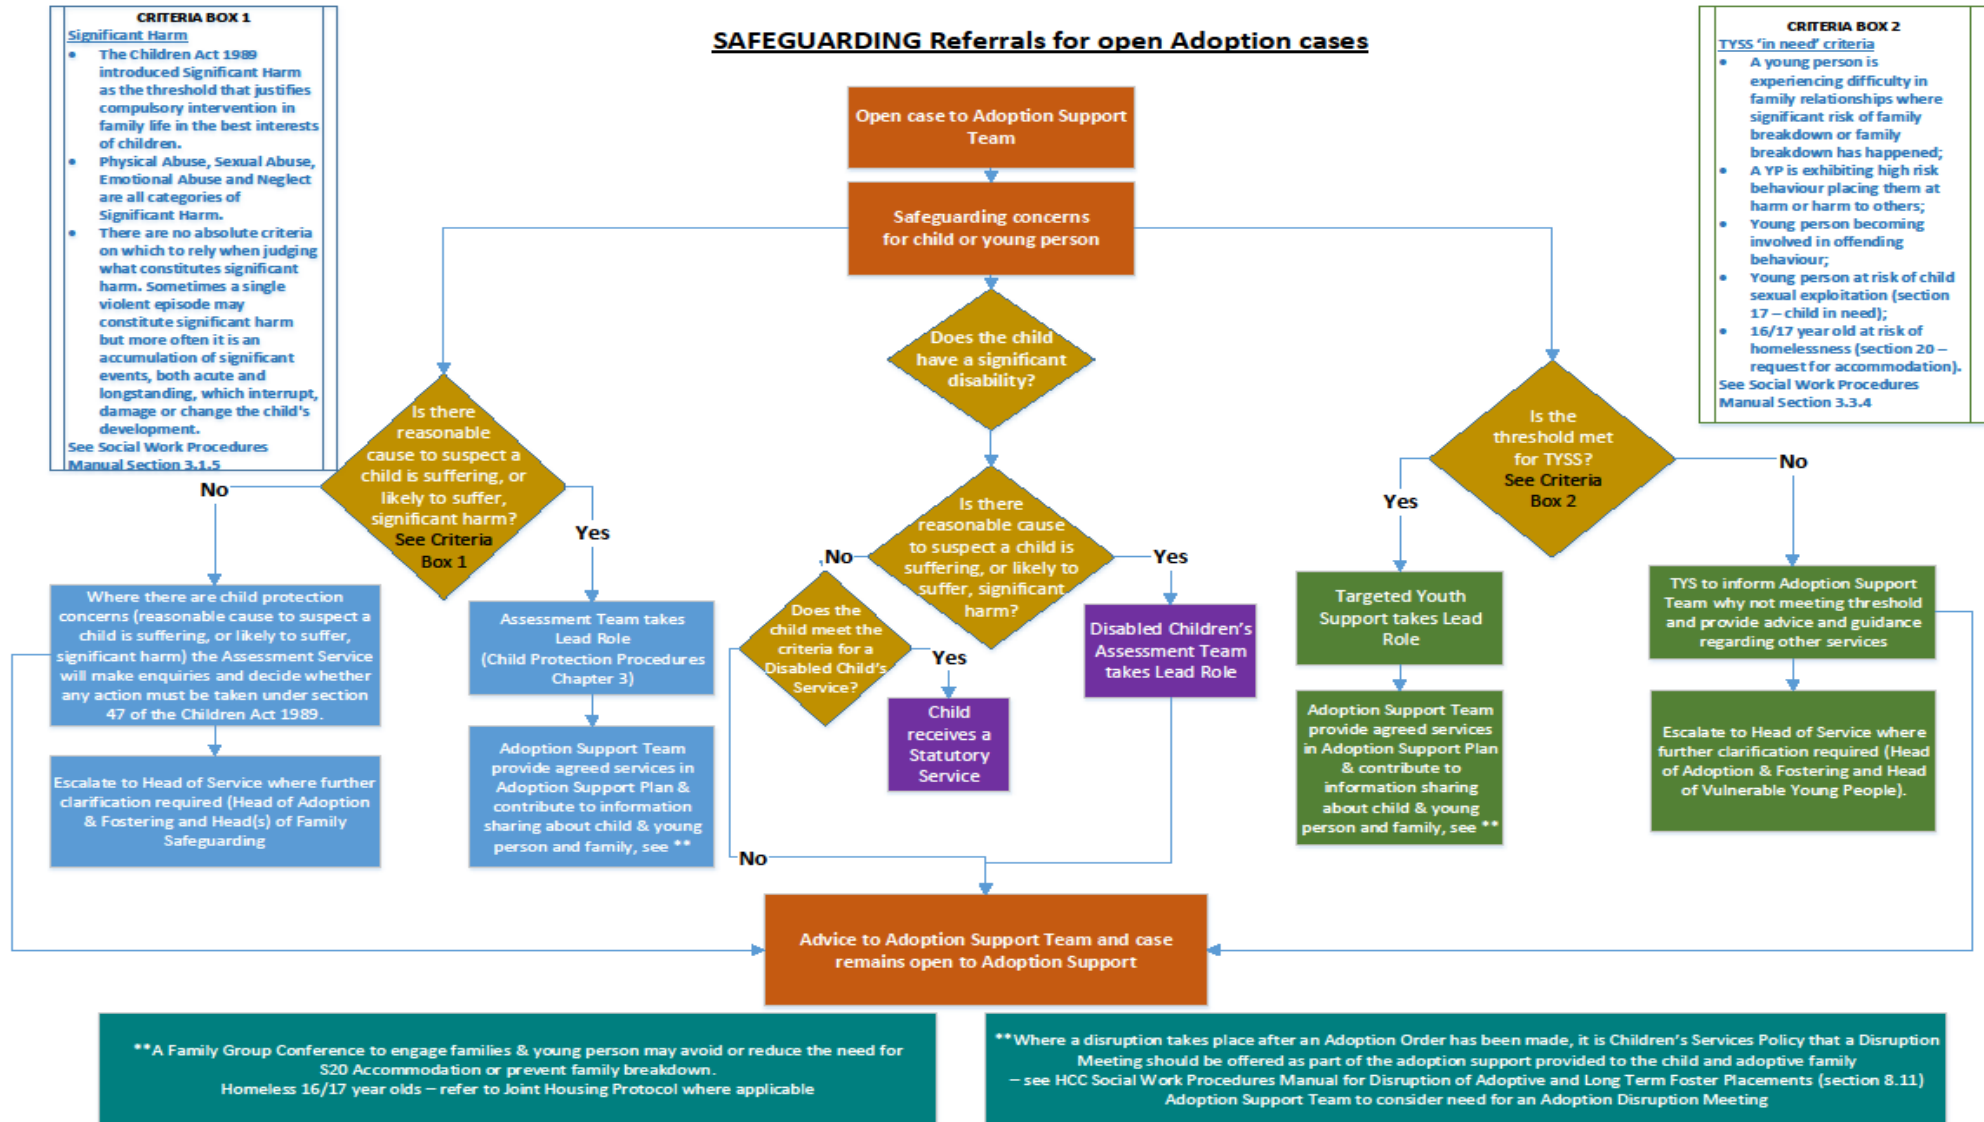 SAFEGUARDING Referrals for open Adoption cases
CRITERIA BOX 1
Significant Harm
• The Children Act 1989
introduced Significant Harm
as the threshold that justifies
compulsory intervention in
family life in the best interests
of children.
• Physical Abuse, Sexual Abuse,
Emotional Abuse and Neglect
are all categories of
Significant Harm.
• There are no absolute criteria
on which to rely when judging
what constitutes significant
harm. Sometimes a single
violent episode may
constitute significant harm
but more often it is an
accumulation of significant
events, both acute and
longstanding, which interrupt,
damage or change the child's
development.
See Social Work Procedures
Manual Section 3.1.5
CRITERIA BOX 2
TYSS ‘in need’ criteria
• A young person is
experiencing difficulty in
family relationships where
significant risk of family
breakdown or family
breakdown has happened;
• A YP is exhibiting high risk
behaviour placing them at
harm or harm to others;
• Young person becoming
involved in offending
behaviour;
• Young person at risk of child
sexual exploitation (section
17 – child in need);
• 16/17 year old at risk of
homelessness (section 20 –
request for accommodation).
See Social Work Procedures
Manual Section 3.3.4
Open case to Adoption Support
Team
Safeguarding concerns
for child or young person
Is there
reasonable
cause to suspect a
child is suffering, or
likely to suffer,
significant harm?
See Criteria
Box 1
No
Yes
Where there are child protection
concerns (reasonable cause to suspect a
child is suffering, or likely to suffer,
significant harm) the Assessment Service
will make enquiries and decide whether
any action must be taken under section
47 of the Children Act 1989.
Escalate to Head of Service where further
clarification required (Head of Adoption
& Fostering and Head(s) of Family
Safeguarding
Assessment Team takes
Lead Role
(Child Protection Procedures
Chapter 3)
Adoption Support Team
provide agreed services in
Adoption Support Plan &
contribute to information
sharing about child & young
person and family, see **
Does the child
have a significant
disability?
Is there
reasonable cause
to suspect a child is
suffering, or likely to
suffer, significant
harm?
No
Yes
Does the
child meet the
criteria for a
Disabled Child's
Service?
Yes
No
Child
receives a
Statutory
Service
Disabled Children’s
Assessment Team
takes Lead Role
Is the
threshold met
for TYSS?
See Criteria
Box 2
Yes
No
Targeted Youth
Support takes Lead
Role
Adoption Support Team
provide agreed services
in Adoption Support Plan
& contribute to
information sharing
about child & young
person and family, see **
TYS to inform Adoption Support
Team why not meeting threshold
and provide advice and guidance
regarding other services
Escalate to Head of Service where
further clarification required (Head
of Adoption & Fostering and Head
of Vulnerable Young People).
Advice to Adoption Support Team and case
remains open to Adoption Support
**A Family Group Conference to engage families & young person may avoid or reduce the need for
S20 Accommodation or prevent family breakdown.
Homeless 16/17 year olds – refer to Joint Housing Protocol where applicable
**Where a disruption takes place after an Adoption Order has been made, it is Children’s Services Policy that a Disruption
Meeting should be offered as part of the adoption support provided to the child and adoptive family
– see HCC Social Work Procedures Manual for Disruption of Adoptive and Long Term Foster Placements (section 8.11)
Adoption Support Team to consider need for an Adoption Disruption Meeting